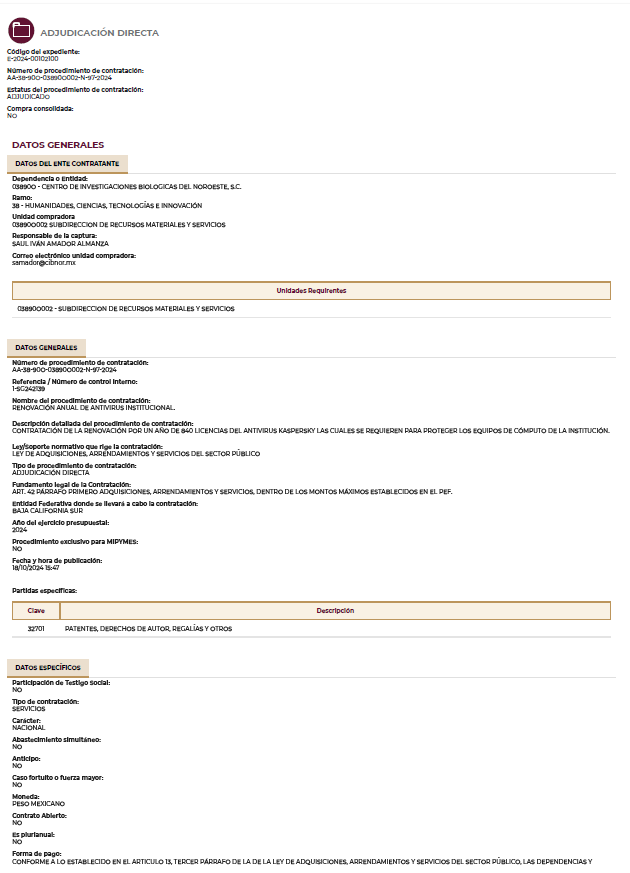 ADJUDICACIÓN DIRECTA
Código del expediente:
E-2024-00102100
Número de procedimiento de contratación:
AA-38-90O-03890O002-N-97-2024
Estatus del procedimiento de contratación:
ADJUDICADO
Compra consolidada:
NO
DATOS GENERALES
DATOS DEL ENTE CONTRATANTE
Dependencia o Entidad:
03890O - CENTRO DE INVESTIGACIONES BIOLOGICAS DEL NOROESTE, S.C.
Ramo:
38 - HUMANIDADES, CIENCIAS, TECNOLOGÍAS E INNOVACIÓN
Unidad compradora
03890O002 SUBDIRECCION DE RECURSOS MATERIALES Y SERVICIOS
Responsable de la captura:
SAUL IVÁN AMADOR ALMANZA
Correo electrónico unidad compradora:
samador@cibnor.mx
Unidades Requirentes
03890O002 - SUBDIRECCION DE RECURSOS MATERIALES Y SERVICIOS
DATOS GENERALES
Número de procedimiento de contratación:
AA-38-90O-03890O002-N-97-2024
Referencia / Número de control interno:
1-SG242139
Nombre del procedimiento de contratación:
RENOVACIÓN ANUAL DE ANTIVIRUS INSTITUCIONAL.
Descripción detallada del procedimiento de contratación:
CONTRATACIÓN DE LA RENOVACIÓN POR UN AÑO DE 840 LICENCIAS DEL ANTIVIRUS KASPERSKY LAS CUALES SE REQUIEREN PARA PROTEGER LOS EQUIPOS DE CÓMPUTO DE LA INSTITUCIÓN.
Ley/Soporte normativo que rige la contratación:
LEY DE ADQUISICIONES, ARRENDAMIENTOS Y SERVICIOS DEL SECTOR PÚBLICO
Tipo de procedimiento de contratación:
ADJUDICACIÓN DIRECTA
Fundamento legal de la Contratación:
ART. 42 PÁRRAFO PRIMERO ADQUISICIONES, ARRENDAMIENTOS Y SERVICIOS, DENTRO DE LOS MONTOS MÁXIMOS ESTABLECIDOS EN EL PEF.
Entidad Federativa donde se llevará a cabo la contratación:
BAJA CALIFORNIA SUR
Año del ejercicio presupuestal:
2024
Procedimiento exclusivo para MIPYMES:
NO
Fecha y hora de publicación:
18/10/2024 15:47
Partidas específicas:
Clave Descripción
32701 PATENTES, DERECHOS DE AUTOR, REGALÍAS Y OTROS
DATOS ESPECÍFICOS
Participación de Testigo Social:
NO
Tipo de contratación:
SERVICIOS
Carácter:
NACIONAL
Abastecimiento simultáneo:
NO
Anticipo:
NO
Caso fortuito o fuerza mayor:
NO
Moneda:
PESO MEXICANO
Contrato Abierto:
NO
Es plurianual:
NO
Forma de pago:
CONFORME A LO ESTABLECIDO EN EL ARTICULO 13, TERCER PÁRRAFO DE LA DE LA LEY DE ADQUISICIONES, ARRENDAMIENTOS Y SERVICIOS DEL SECTOR PÚBLICO, LAS DEPENDENCIAS Y